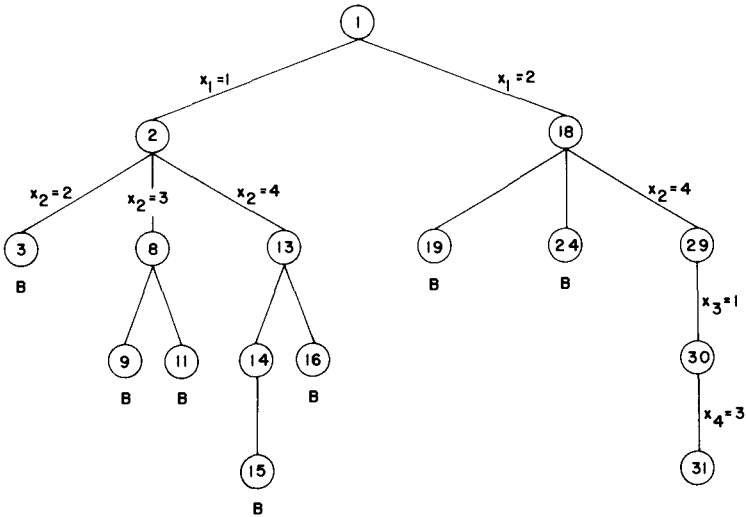 1
x₁=1 x₁=2
2 18
x₂=2 x₂=3 x₂=4 x₂=4
3 8 13 19 24 29
B B B
x₃=1
9 11 14 16 30
B B B
x₄=3
15 31
B